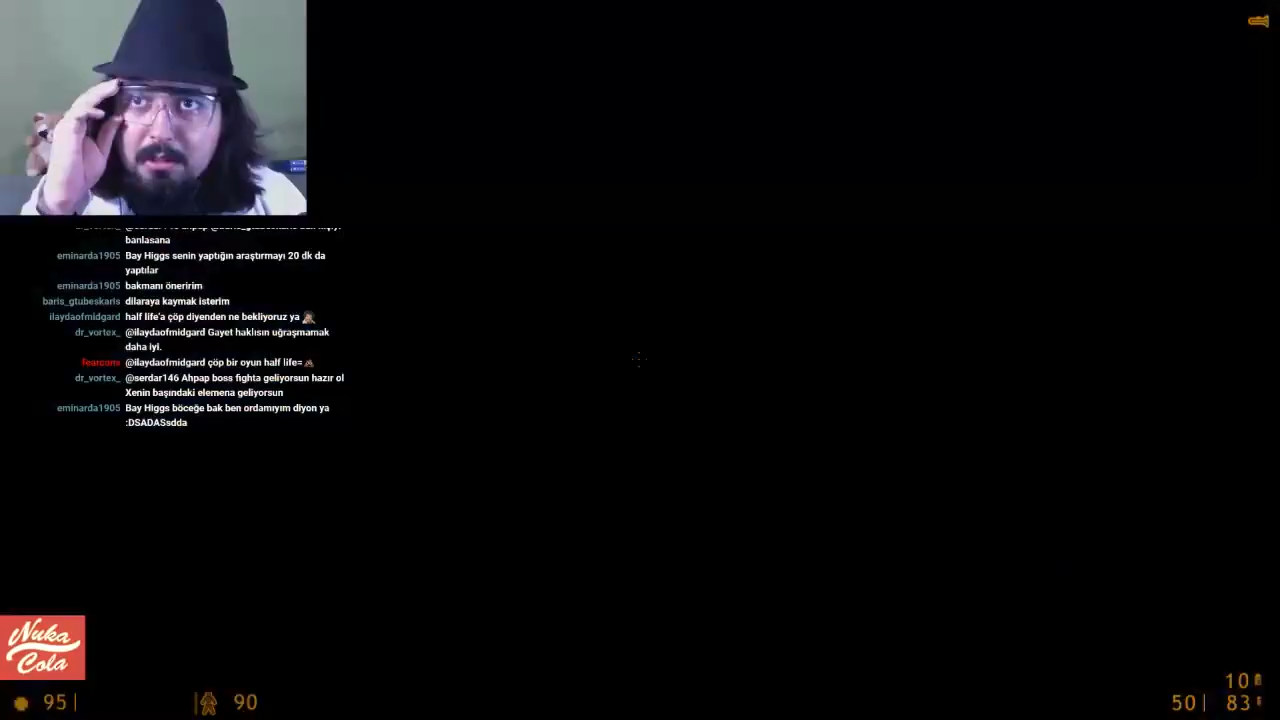 banlasana
eminarda1905 Bay Higgs senin yaptığın araştırmayı 20 dk da
yaptılar
eminarda1905 bakmanı öneririm
baris_gtubeskaris dilaraya kaymak isterim
ilaydaofmidgard half life'a çöp diyenden ne bekliyoruz ya
dr_vortex_ @ilaydaofmidgard Gayet haklısın uğraşmamak
daha iyi.
fearcons @ilaydaofmidgard çöp bir oyun half life=
dr_vortex_ @serdar146 Ahpap boss fighta geliyorsun hazır ol
Xenin başındaki elemena geliyorsun
eminarda1905 Bay Higgs böceğe bak ben ordamıyım diyon ya
:DSADASsdda
Nuka
Cola
10
95 90 50 83